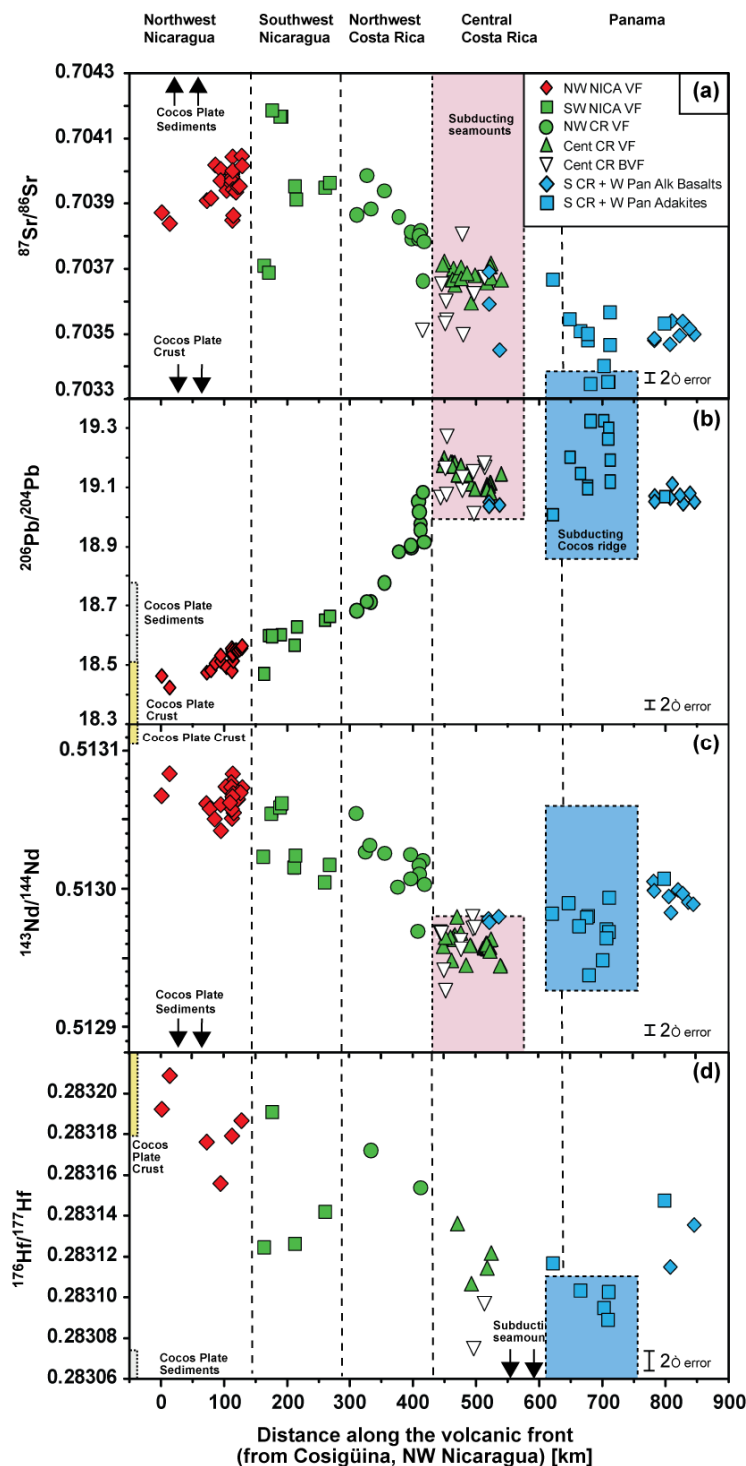 Northwest Nicaragua
Southwest Nicaragua
Northwest Costa Rica
Central Costa Rica
Panama
(a)
0.7043
0.7041
0.7039
0.7037
0.7035
0.7033
87Sr/86Sr
Cocos Plate
Sediments
Cocos Plate
Crust
Subducting
seamounts
NW NICA VF
SW NICA VF
NW CR VF
Cent CR VF
Cent CR BVF
S CR + W Pan Alk Basalts
S CR + W Pan Adakites
2Ò error
(b)
19.3
19.1
18.9
18.7
18.5
18.3
206Pb/204Pb
Cocos Plate
Sediments
Cocos Plate
Crust
Subducting
Cocos ridge
2Ò error
(c)
0.5131
0.5130
0.5129
143Nd/144Nd
Cocos Plate Crust
Cocos Plate
Sediments
2Ò error
(d)
0.28320
0.28318
0.28316
0.28314
0.28312
0.28310
0.28308
0.28306
176Hf/177Hf
Cocos
Plate
Crust
Cocos Plate
Sediments
Subducti
seamoun
2Ò error
0 100 200 300 400 500 600 700 800 900
Distance along the volcanic front
(from Cosigüina, NW Nicaragua) [km]